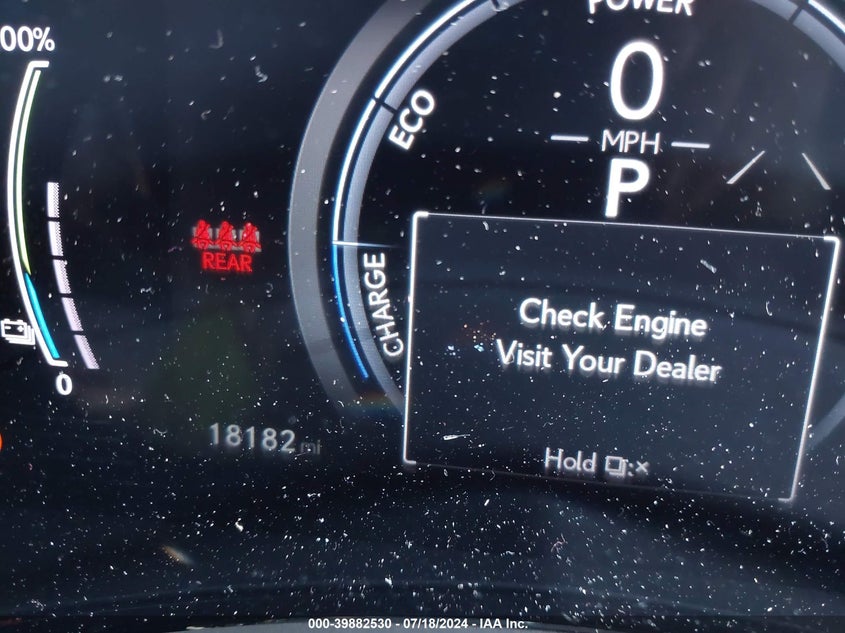 POWER
00%
0
ECO
MPH
P
REAR
CHARGE
Check Engine
Visit Your Dealer
0
18182 mi
Hold
000-39882530 - 07/18/2024 - IAA Inc.